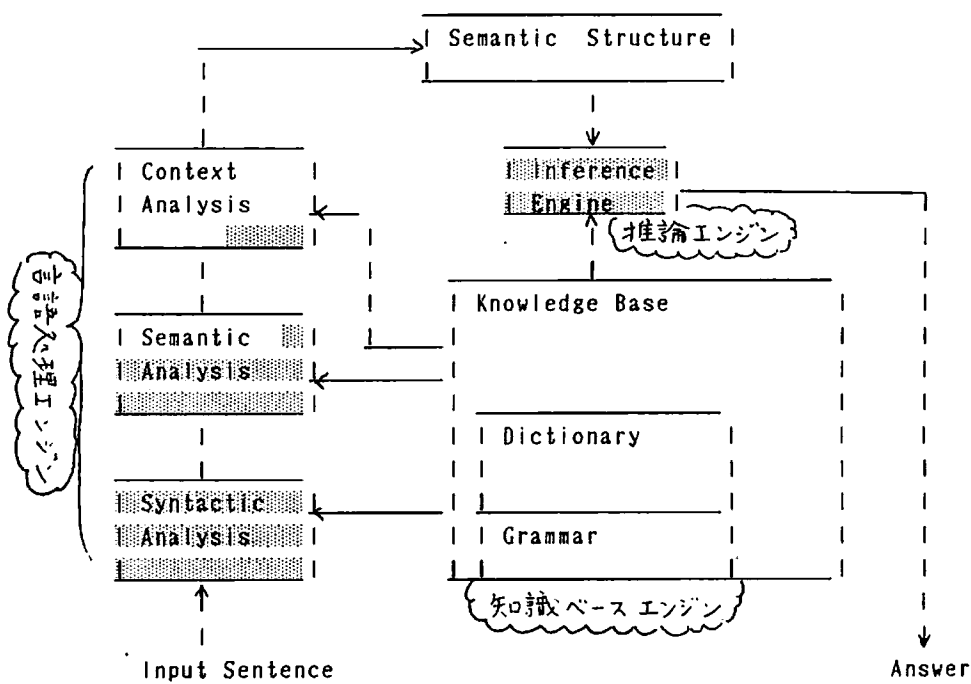 Semantic Structure
Context
Analysis
Inference
Engine
推論エンジン
言語処理エンジン
Semantic
Analysis
Knowledge Base
Dictionary
Syntactic
Analysis
Grammar
知識ベースエンジン
Input Sentence
Answer